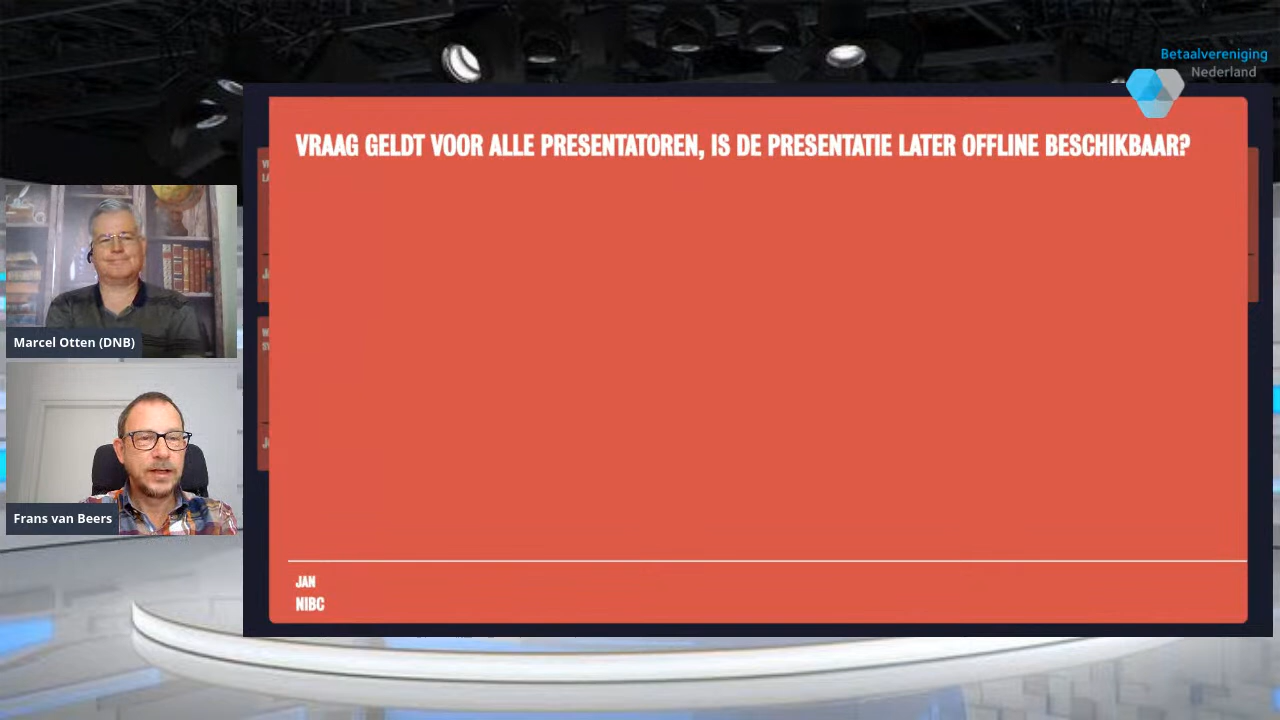 Betaalvereniging
Nederland
VRAAG GELDT VOOR ALLE PRESENTATOREN, IS DE PRESENTATIE LATER OFFLINE BESCHIKBAAR?
Marcel Otten (DNB)
Frans van Beers
JAN
NIBC